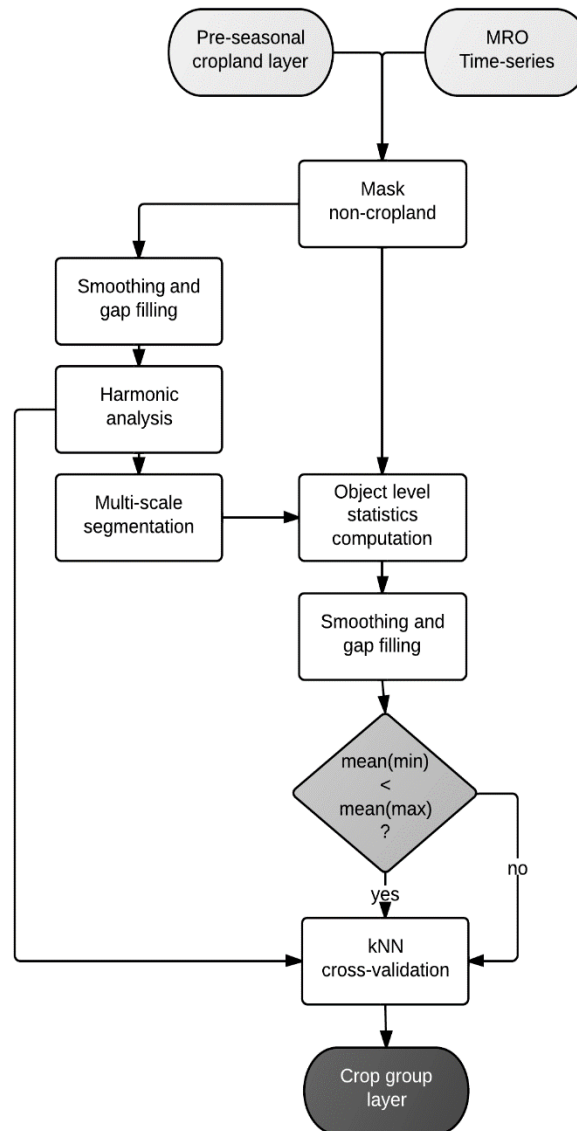 Pre-seasonal
cropland layer
MRO
Time-series
Mask
non-cropland
Smoothing and
gap filling
Harmonic
analysis
Multi-scale
segmentation
Object level
statistics
computation
Smoothing and
gap filling
mean(min)
<
mean(max)
?
no
yes
kNN
cross-validation
Crop group
layer